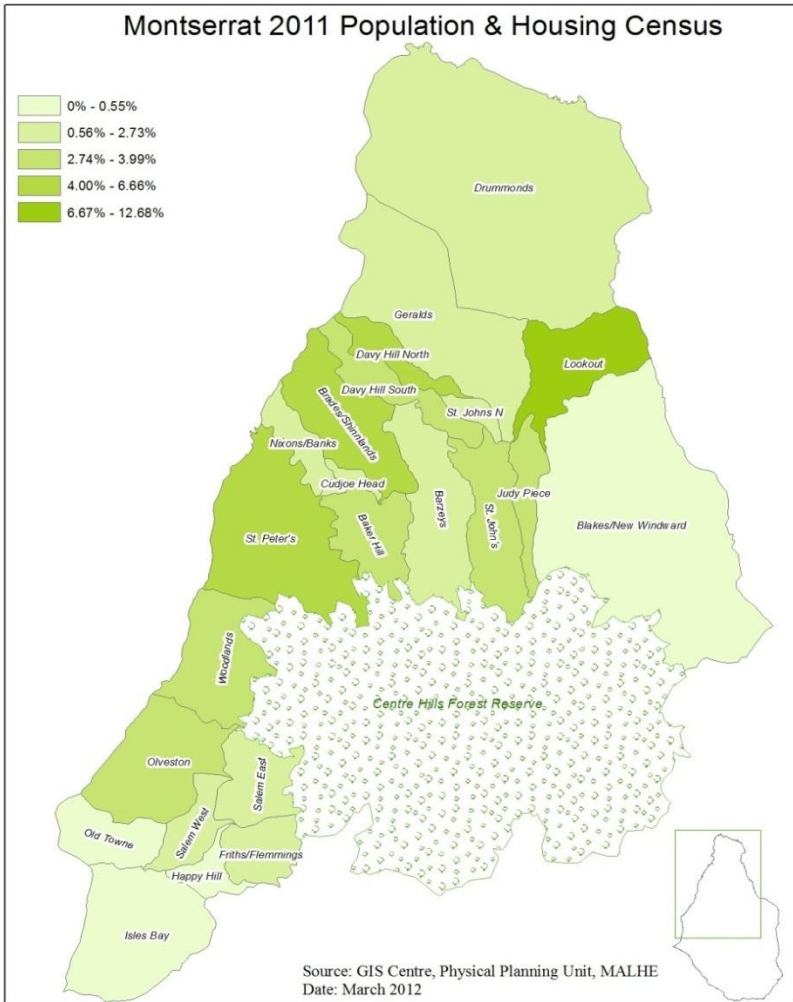 Montserrat 2011 Population & Housing Census
0% - 0.55%
0.56% - 2.73%
2.74% - 3.99%
4.00% - 6.66%
6.67% - 12.68%
Drummonds
Geralds
Davy Hill North
Lookout
Davy Hill South
St. Johns N
Brades/Shinnlands
Nixons/Banks
Cudjoe Head
Judy Piece
Barzeys
St. John's
Blakes/New Windward
Baker Hill
St. Peter's
Woodlands
Centre Hills Forest Reserve
Olveston
Salem East
Old Towne
Salem West
Friths/Flemmings
Happy Hill
Isles Bay
Source: GIS Centre, Physical Planning Unit, MALHE
Date: March 2012